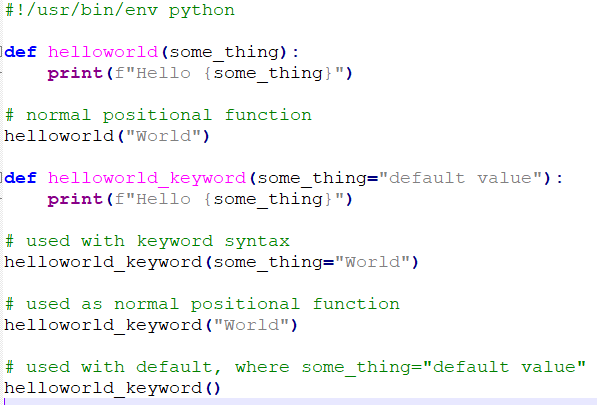 #!/usr/bin/env python
def helloworld(some_thing):
    print(f"Hello {some_thing}")
# normal positional function
helloworld("World")
def helloworld_keyword(some_thing="default value"):
    print(f"Hello {some_thing}")
# used with keyword syntax
helloworld_keyword(some_thing="World")
# used as normal positional function
helloworld_keyword("World")
# used with default, where some_thing="default value"
helloworld_keyword()